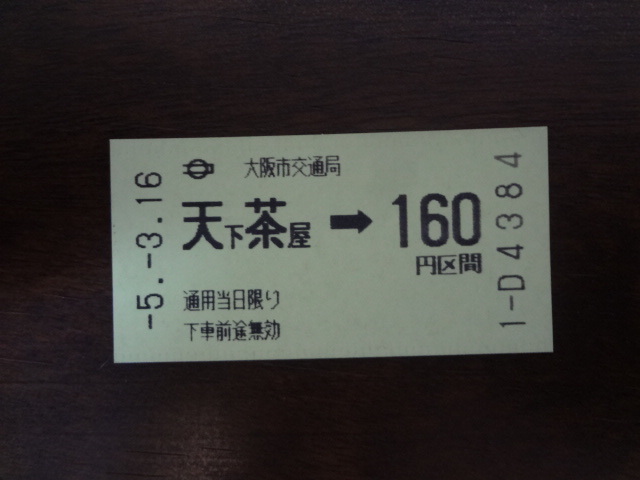 -5.-3.16
大阪市交通局
天下茶屋 ➡ 160
円区間
通用当日限り
下車前途無効
1-D4384